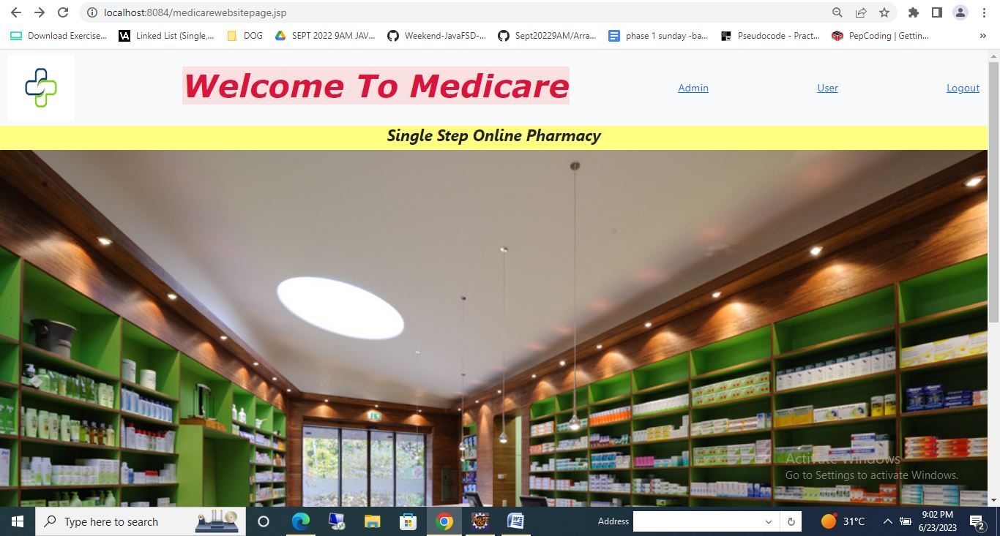 localhost:8084/medicarewebsitepage.jsp
Download Exercise... Linked List (Single,... DOG SEPT 2022 9AM JAV... Weekend-JavaFSD-... Sept20229AM/Arra... phase 1 sunday -ba... Pseudocode - Pract... PepCoding | Gettin... »
Welcome To Medicare
Admin User Logout
Single Step Online Pharmacy
Activate Windows
Go to Settings to activate Windows.
Type here to search
Address
31°C
9:02 PM
6/23/2023
2